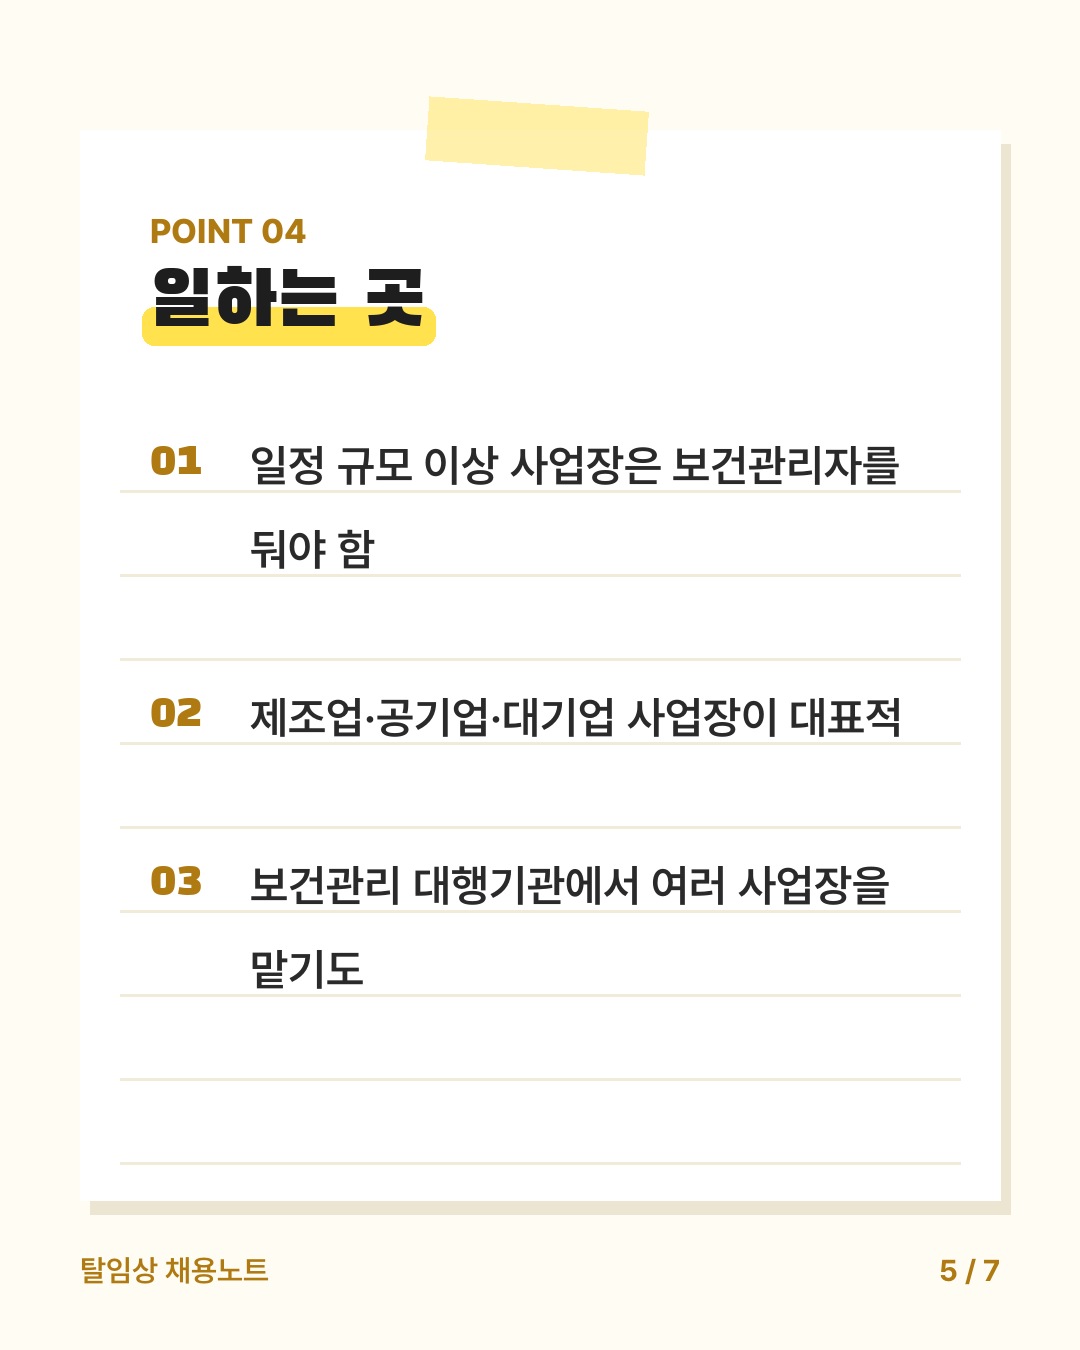 POINT 04
일하는 곳
01 일정 규모 이상 사업장은 보건관리자를
둬야 함
02 제조업·공기업·대기업 사업장이 대표적
03 보건관리 대행기관에서 여러 사업장을
맡기도
탈임상 채용노트
5 / 7